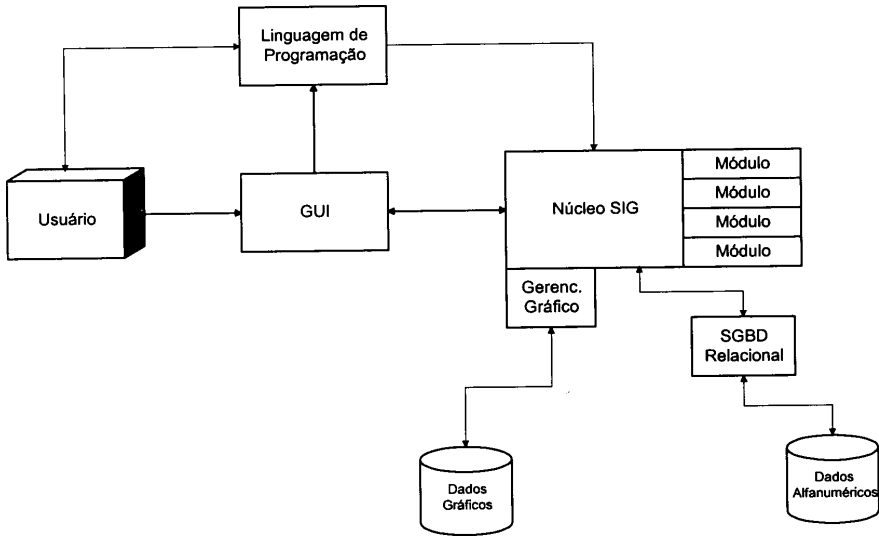 Linguagem de
Programação
Usuário
GUI
Núcleo SIG
Módulo
Módulo
Módulo
Módulo
Gerenc.
Gráfico
SGBD
Relacional
Dados
Gráficos
Dados
Alfanuméricos